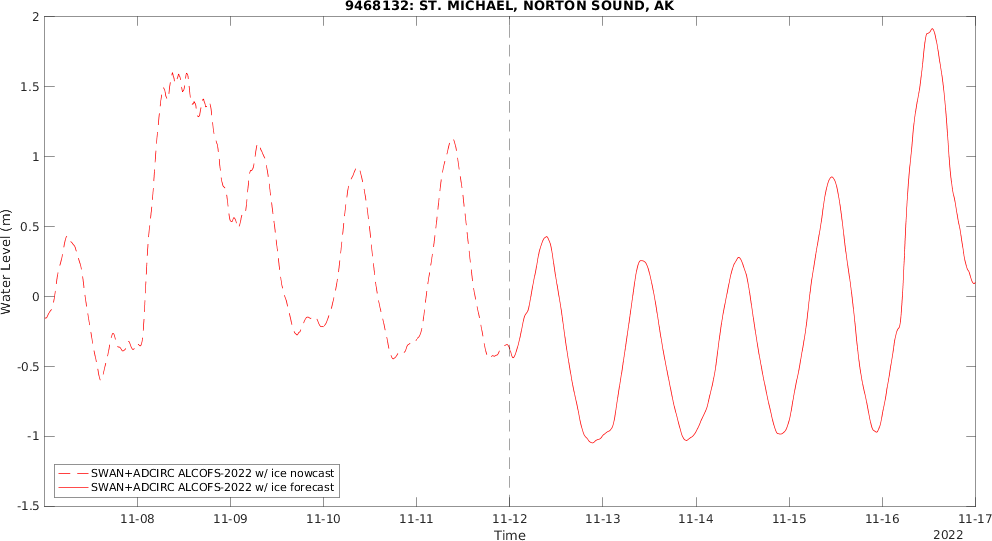 9468132: ST. MICHAEL, NORTON SOUND, AK
2
1.5
1
0.5
0
-0.5
-1
-1.5
Water Level (m)
SWAN+ADCIRC ALCOFS-2022 w/ ice nowcast
SWAN+ADCIRC ALCOFS-2022 w/ ice forecast
11-08 11-09 11-10 11-11 11-12 11-13 11-14 11-15 11-16 11-17
Time
2022